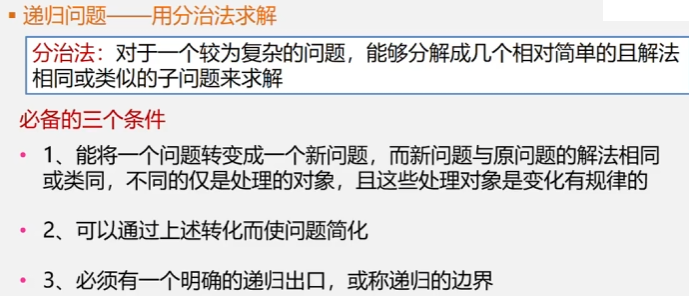 ▪ 递归问题——用分治法求解
分治法：对于一个较为复杂的问题，能够分解成几个相对简单的且解法
相同或类似的子问题来求解
必备的三个条件
• 1、能将一个问题转变成一个新问题，而新问题与原问题的解法相同
或类同，不同的仅是处理的对象，且这些处理对象是变化有规律的
• 2、可以通过上述转化而使问题简化
• 3、必须有一个明确的递归出口，或称递归的边界